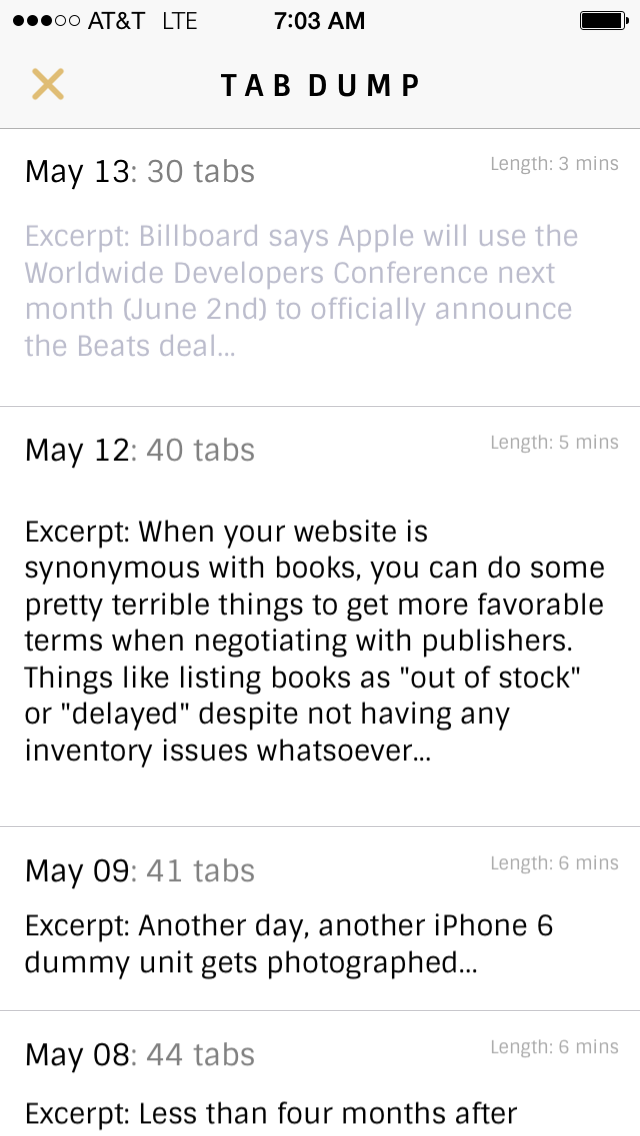 AT&T LTE 7:03 AM
TAB DUMP
May 13: 30 tabs Length: 3 mins
Excerpt: Billboard says Apple will use the
Worldwide Developers Conference next
month (June 2nd) to officially announce
the Beats deal...
May 12: 40 tabs Length: 5 mins
Excerpt: When your website is
synonymous with books, you can do some
pretty terrible things to get more favorable
terms when negotiating with publishers.
Things like listing books as "out of stock"
or "delayed" despite not having any
inventory issues whatsoever...
May 09: 41 tabs Length: 6 mins
Excerpt: Another day, another iPhone 6
dummy unit gets photographed...
May 08: 44 tabs Length: 6 mins
Excerpt: Less than four months after